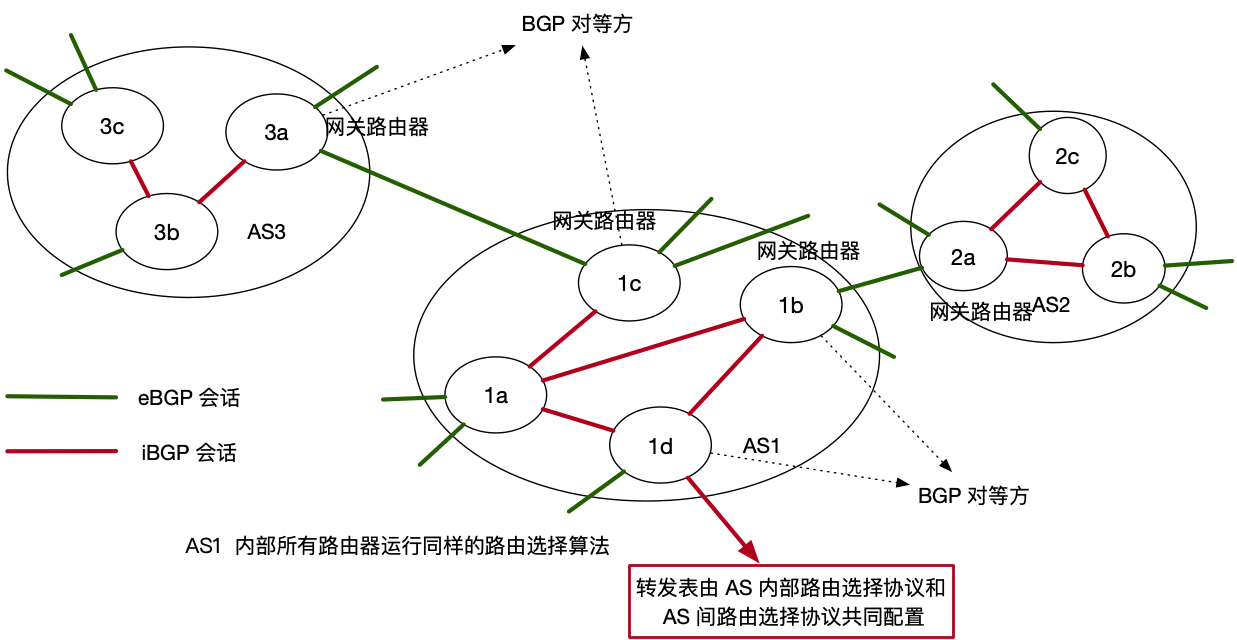 BGP 对等方
3c
3a
网关路由器
3b
AS3
网关路由器
1c
网关路由器
1b
2c
2a
2b
网关路由器
AS2
eBGP 会话
iBGP 会话
1a
1d
AS1
BGP 对等方
AS1 内部所有路由器运行同样的路由选择算法
转发表由 AS 内部路由选择协议和
AS 间路由选择协议共同配置